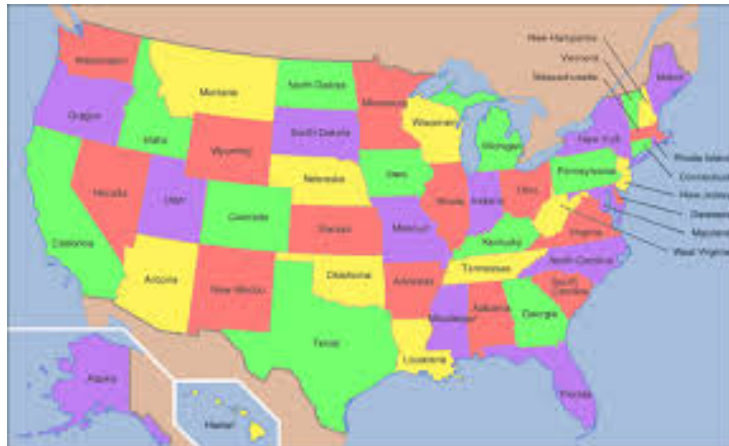 New Hampshire
Vermont
Massachusetts
Washington
Montana
North Dakota
Minnesota
Maine
Oregon
Idaho
Wisconsin
South Dakota
New York
Wyoming
Michigan
Rhode Island
Connecticut
Pennsylvania
Iowa
Nebraska
New Jersey
Nevada
Utah
Illinois
Indiana
Ohio
Delaware
Colorado
Maryland
California
Kansas
Missouri
Virginia
Kentucky
West Virginia
North Carolina
Tennessee
Arizona
Oklahoma
New Mexico
Arkansas
South
Carolina
Mississippi
Alabama
Georgia
Texas
Louisiana
Alaska
Florida
Hawaii